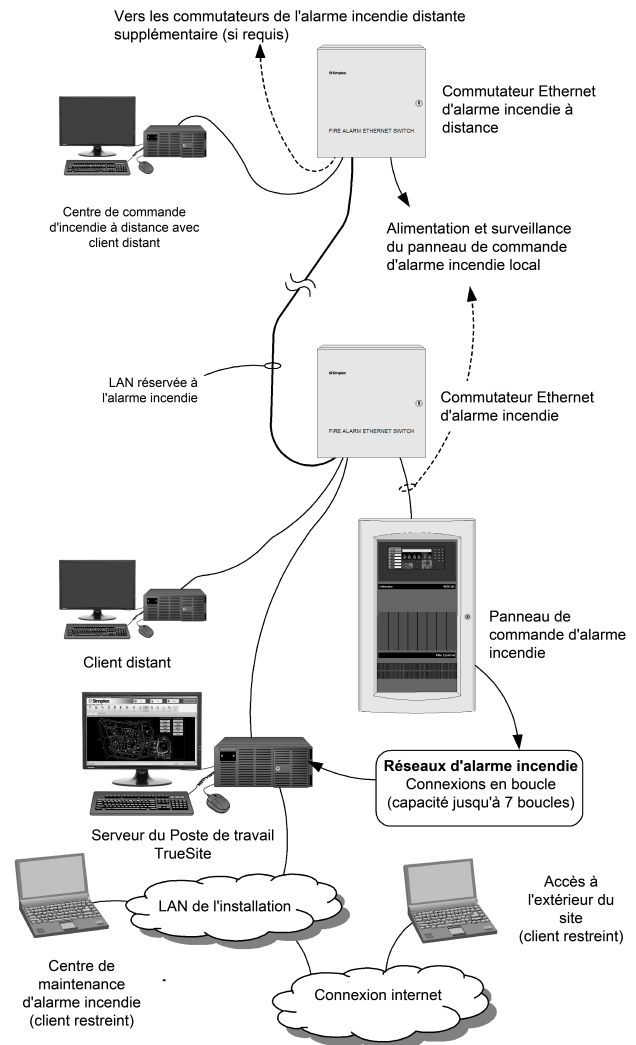 Vers les commutateurs de l'alarme incendie distante
supplémentaire (si requis)
Simplex
FIRE ALARM ETHERNET SWITCH
Commutateur Ethernet
d'alarme incendie à
distance
Centre de commande
d'incendie à distance avec
client distant
Alimentation et surveillance
du panneau de commande
d'alarme incendie local
LAN réservée à
l'alarme incendie
Simplex
FIRE ALARM ETHERNET SWITCH
Commutateur Ethernet
d'alarme incendie
Panneau de
commande d'alarme
incendie
Client distant
Simplex
Réseaux d'alarme incendie
Connexions en boucle
(capacité jusqu'à 7 boucles)
Serveur du Poste de travail
TrueSite
LAN de l'installation
Accès à
l'extérieur du
site
(client restreint)
Centre de
maintenance
d'alarme incendie
(client restreint)
Connexion internet